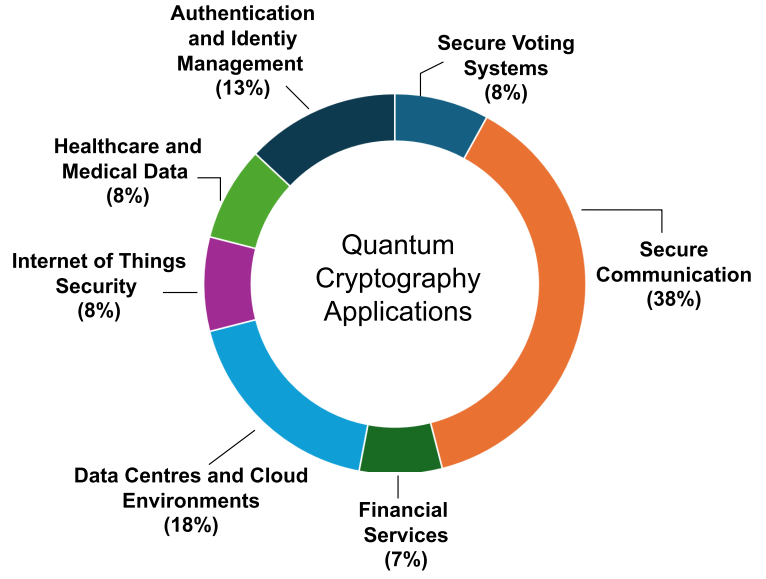 Authentication
and Identiy
Management
(13%)
Secure Voting
Systems
(8%)
Healthcare and
Medical Data
(8%)
Quantum
Cryptography
Applications
Secure
Communication
(38%)
Internet of Things
Security
(8%)
Data Centres and Cloud
Environments
(18%)
Financial
Services
(7%)